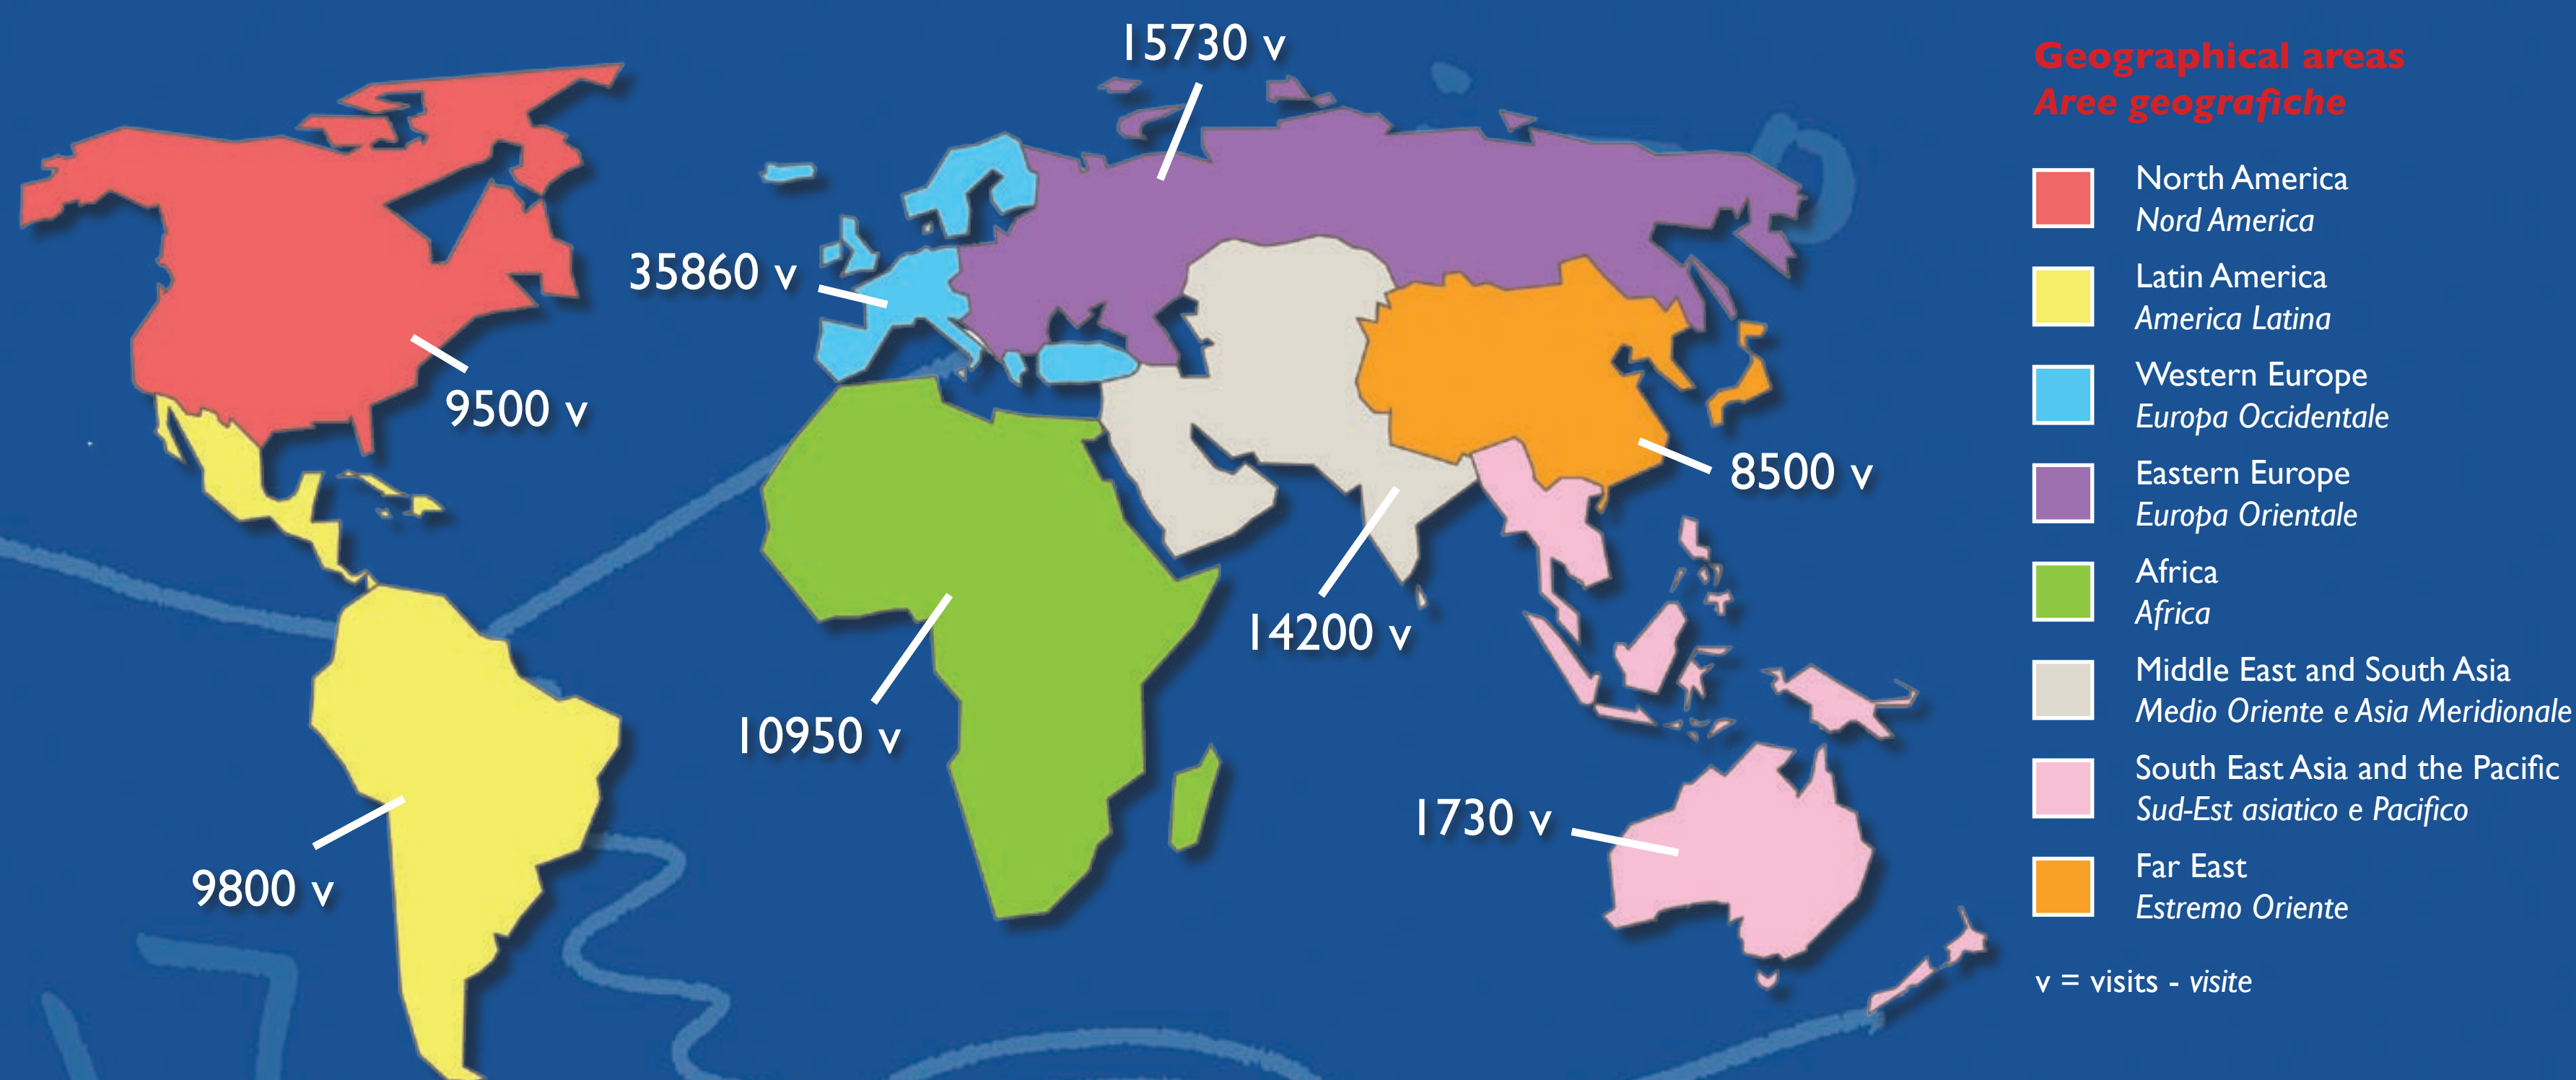 15730 v
35860 v
9500 v
8500 v
14200 v
10950 v
1730 v
9800 v
Geographical areas
Aree geografiche
North America
Nord America
Latin America
America Latina
Western Europe
Europa Occidentale
Eastern Europe
Europa Orientale
Africa
Africa
Middle East and South Asia
Medio Oriente e Asia Meridionale
South East Asia and the Pacific
Sud-Est asiatico e Pacifico
Far East
Estremo Oriente
v = visits - visite